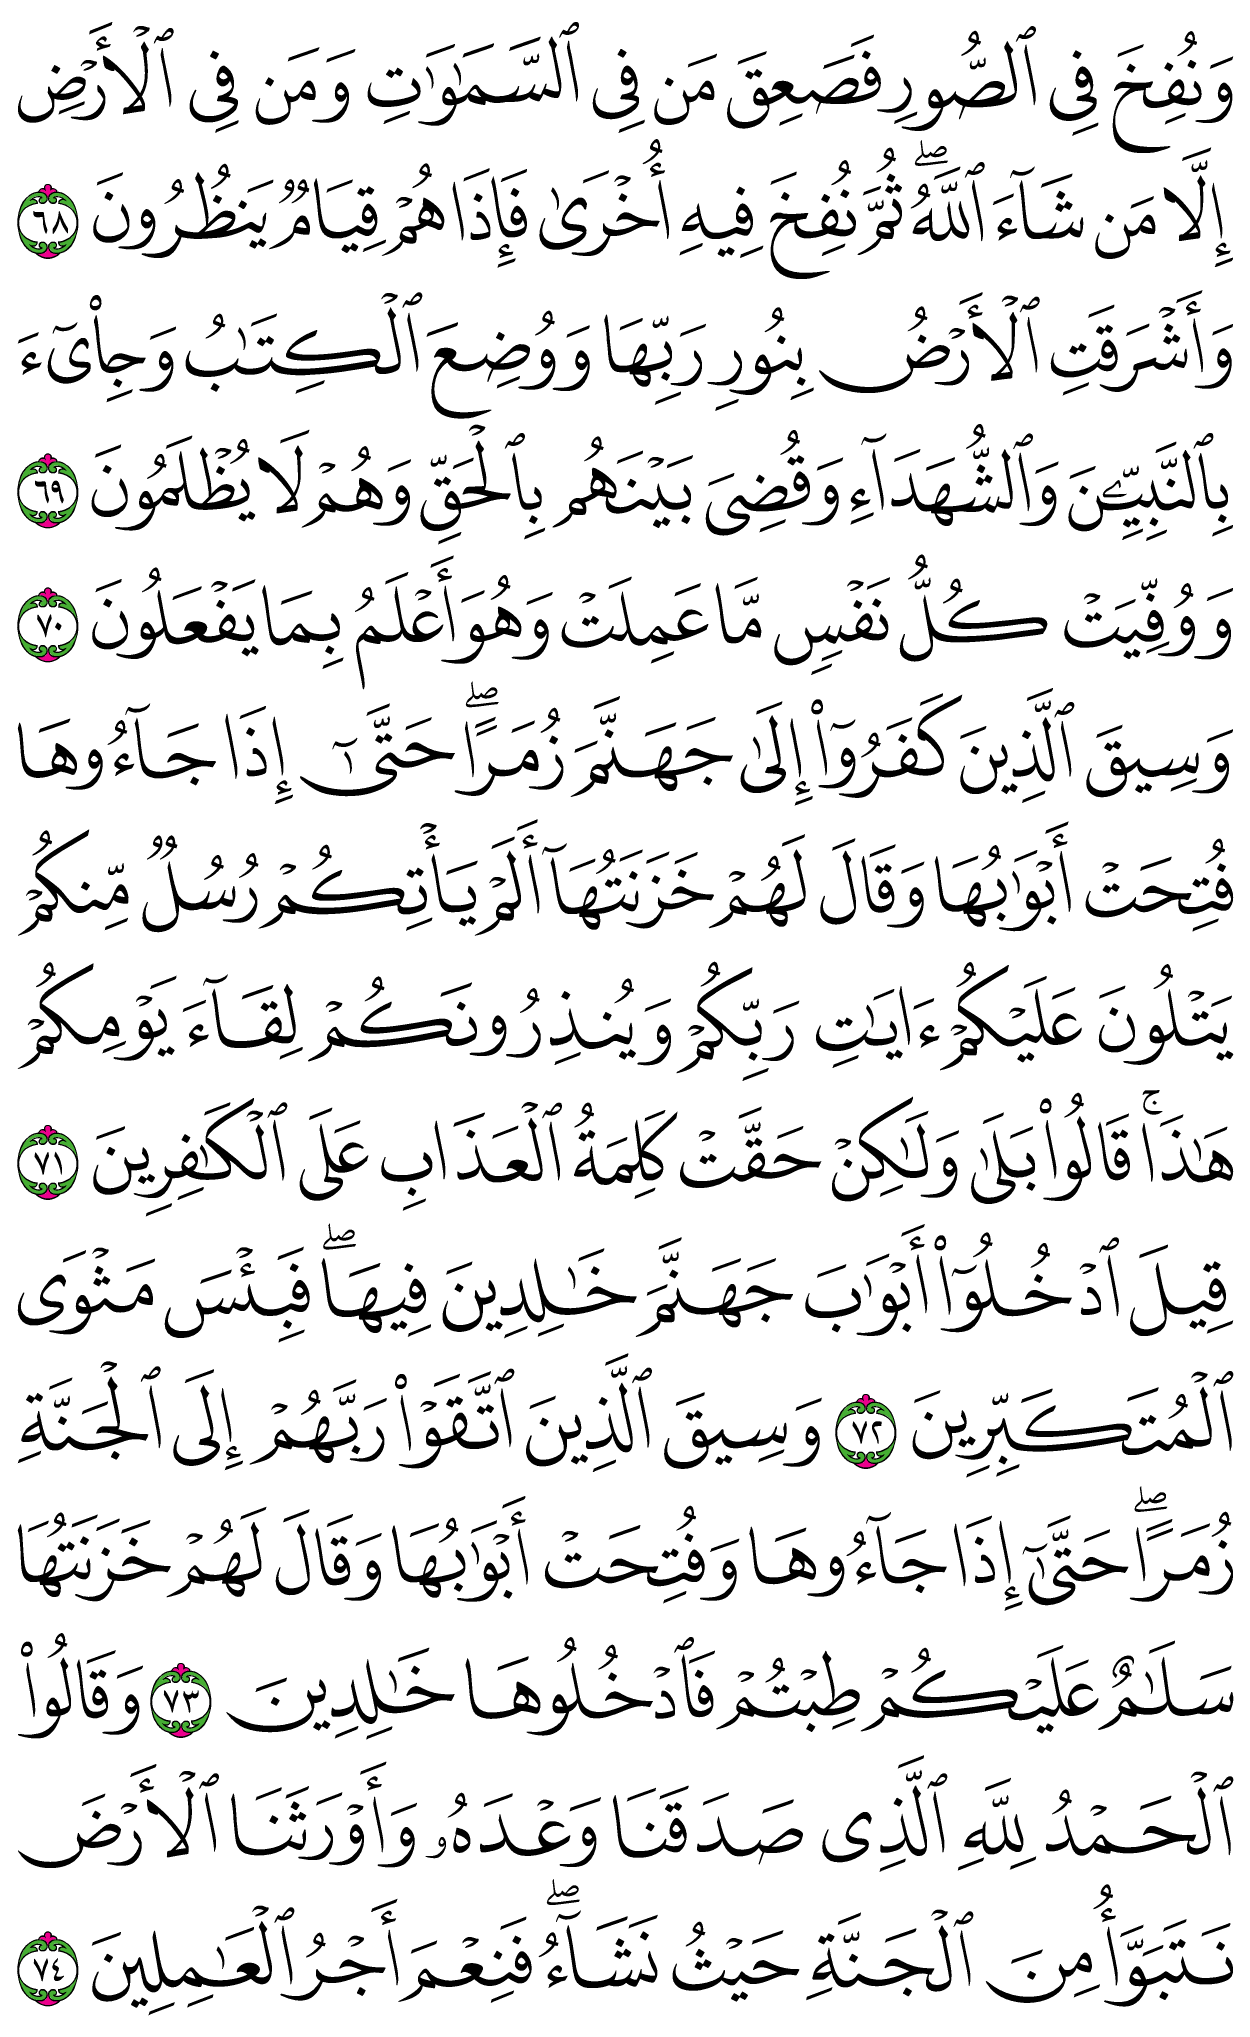 وَنُفِخَ فِى ٱلصُّورِ فَصَعِقَ مَن فِى ٱلسَّمَٰوَٰتِ وَمَن فِى ٱلْأَرْضِ
إِلَّا مَن شَآءَ ٱللَّهُ ۖ ثُمَّ نُفِخَ فِيهِ أُخْرَىٰ فَإِذَا هُمْ قِيَامٌ يَنظُرُونَ ٦٨
وَأَشْرَقَتِ ٱلْأَرْضُ بِنُورِ رَبِّهَا وَوُضِعَ ٱلْكِتَٰبُ وَجِا۟ىٓءَ
بِٱلنَّبِيِّۦنَ وَٱلشُّهَدَآءِ وَقُضِىَ بَيْنَهُم بِٱلْحَقِّ وَهُمْ لَا يُظْلَمُونَ ٦٩
وَوُفِّيَتْ كُلُّ نَفْسٍ مَّا عَمِلَتْ وَهُوَ أَعْلَمُ بِمَا يَفْعَلُونَ ٧٠
وَسِيقَ ٱلَّذِينَ كَفَرُوٓا۟ إِلَىٰ جَهَنَّمَ زُمَرًا ۖ حَتَّىٰٓ إِذَا جَآءُوهَا
فُتِحَتْ أَبْوَٰبُهَا وَقَالَ لَهُمْ خَزَنَتُهَآ أَلَمْ يَأْتِكُمْ رُسُلٌ مِّنكُمْ
يَتْلُونَ عَلَيْكُمْ ءَايَٰتِ رَبِّكُمْ وَيُنذِرُونَكُمْ لِقَآءَ يَوْمِكُمْ
هَٰذَا ۚ قَالُوا۟ بَلَىٰ وَلَٰكِنْ حَقَّتْ كَلِمَةُ ٱلْعَذَابِ عَلَى ٱلْكَٰفِرِينَ ٧١
قِيلَ ٱدْخُلُوٓا۟ أَبْوَٰبَ جَهَنَّمَ خَٰلِدِينَ فِيهَا ۖ فَبِئْسَ مَثْوَى
ٱلْمُتَكَبِّرِينَ ٧٢ وَسِيقَ ٱلَّذِينَ ٱتَّقَوْا۟ رَبَّهُمْ إِلَى ٱلْجَنَّةِ
زُمَرًا ۖ حَتَّىٰٓ إِذَا جَآءُوهَا وَفُتِحَتْ أَبْوَٰبُهَا وَقَالَ لَهُمْ خَزَنَتُهَا
سَلَٰمٌ عَلَيْكُمْ طِبْتُمْ فَٱدْخُلُوهَا خَٰلِدِينَ ٧٣ وَقَالُوا۟
ٱلْحَمْدُ لِلَّهِ ٱلَّذِى صَدَقَنَا وَعْدَهُۥ وَأَوْرَثَنَا ٱلْأَرْضَ
نَتَبَوَّأُ مِنَ ٱلْجَنَّةِ حَيْثُ نَشَآءُ ۖ فَنِعْمَ أَجْرُ ٱلْعَٰمِلِينَ ٧٤